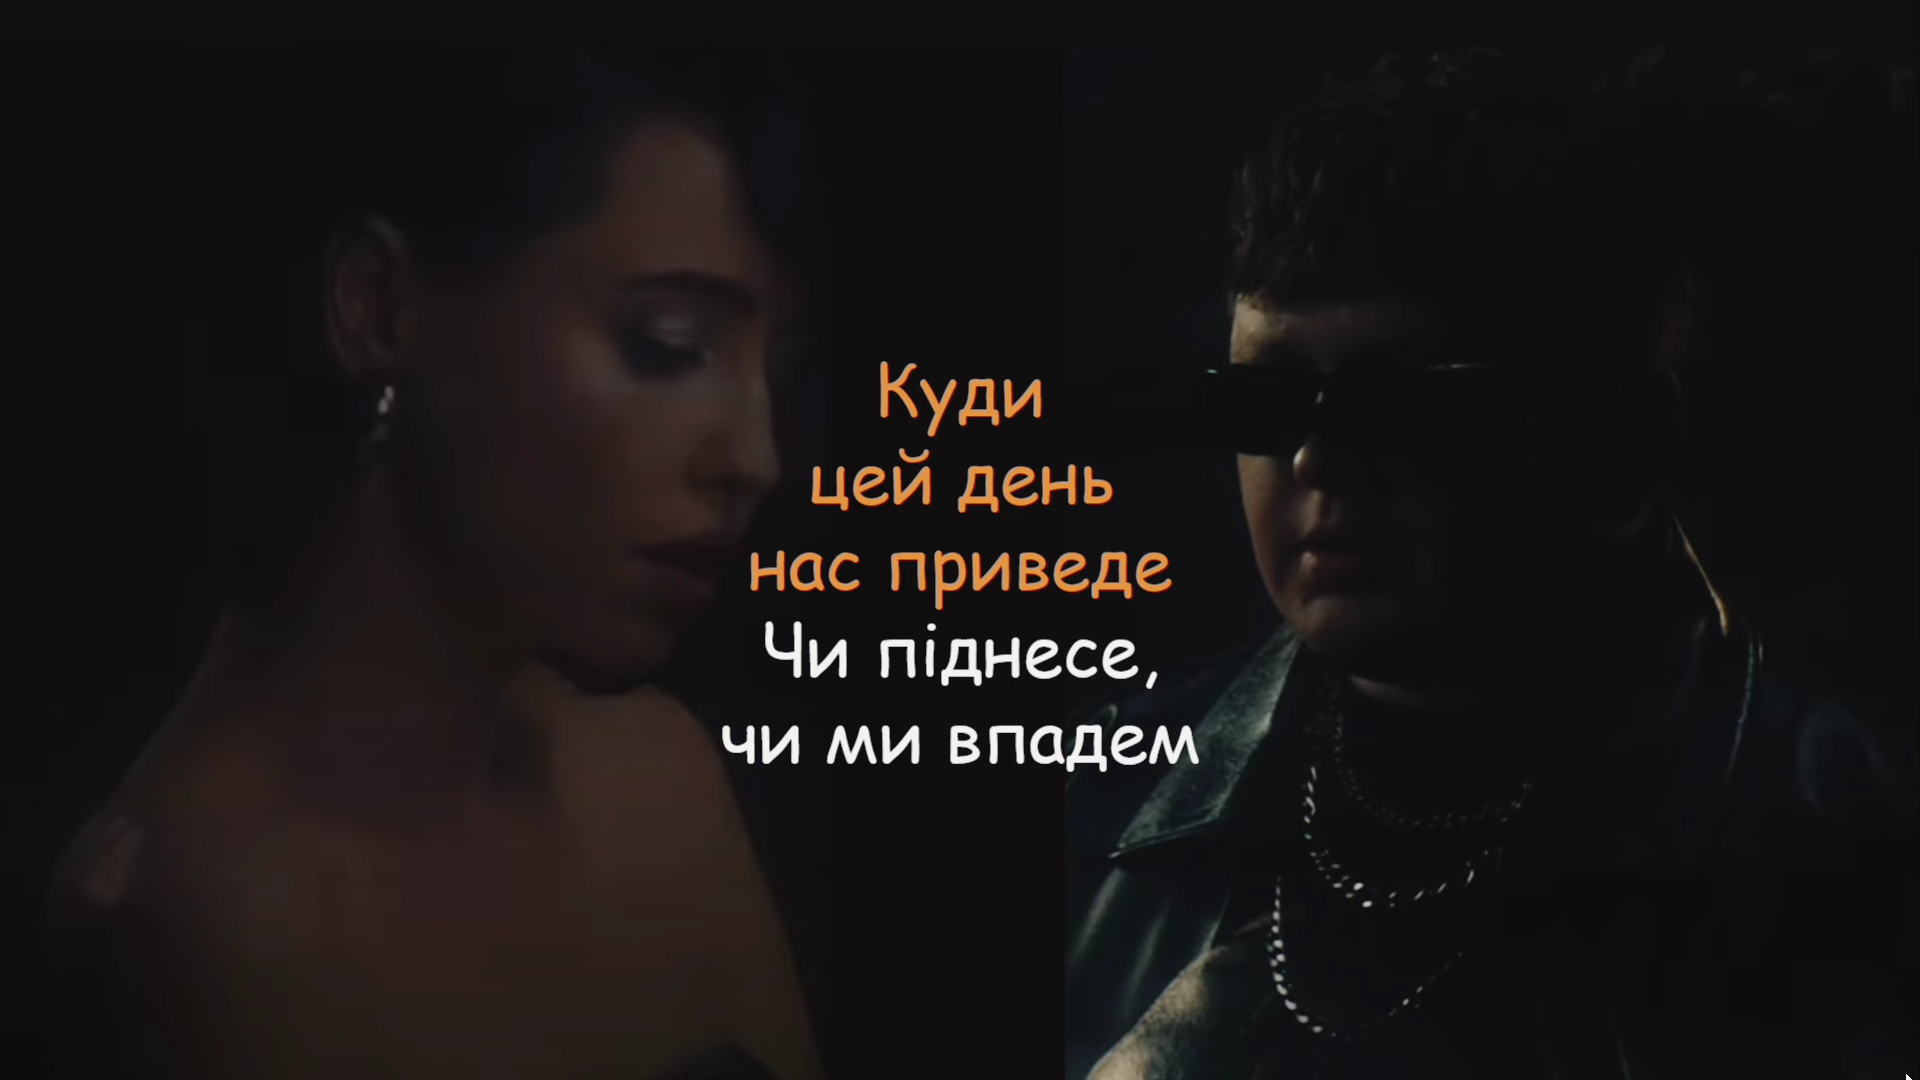 Куди
цей день
нас приведе
Чи піднесе,
чи ми впадем